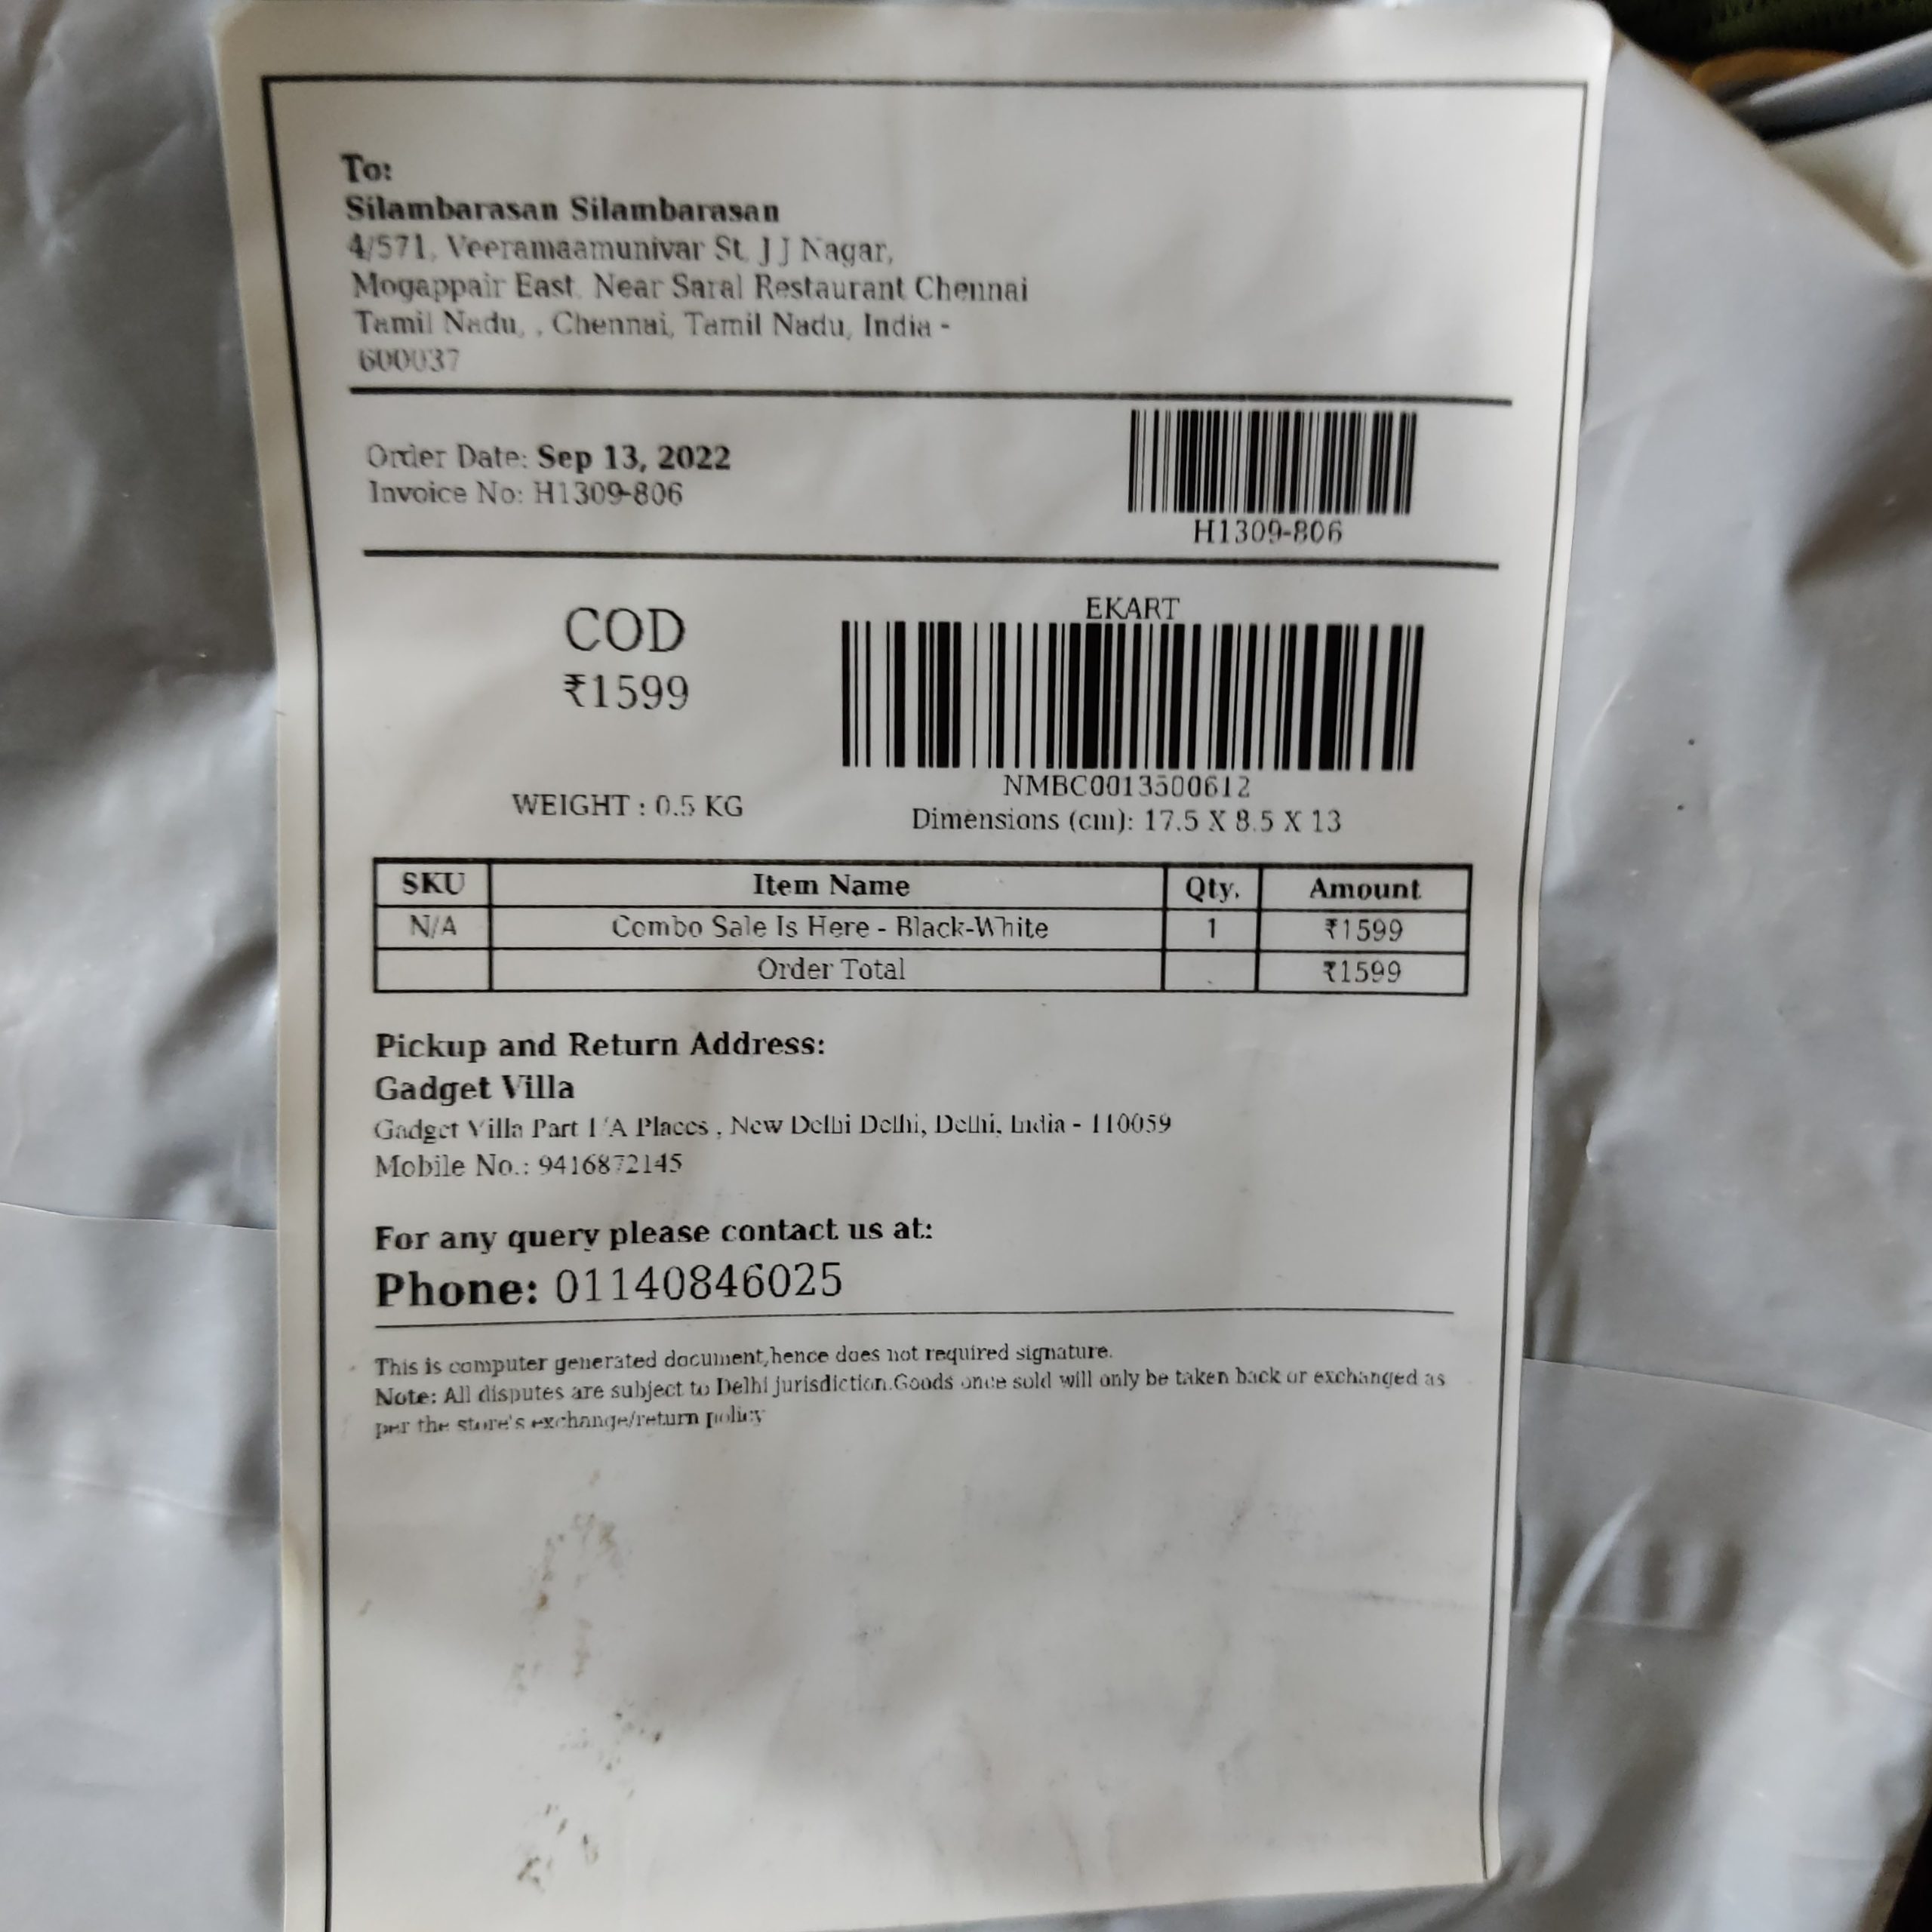 To:
Silambarasan Silambarasan
4/571, Veeramaamunivar St, J J Nagar,
Mogappair East, Near Saral Restaurant Chennai
Tamil Nadu, , Chennai, Tamil Nadu, India -
600037
Order Date: Sep 13, 2022
Invoice No: H1309-806
H1309-806
COD
₹1599
WEIGHT : 0.5 KG
EKART
NMBC0013500612
Dimensions (cm): 17.5 X 8.5 X 13
SKU Item Name Qty. Amount
N/A Combo Sale Is Here - Black-White 1 ₹1599
Order Total ₹1599
Pickup and Return Address:
Gadget Villa
Gadget Villa Part 1/A Places , New Delhi Delhi, Delhi, India - 110059
Mobile No.: 9416872145
For any query please contact us at:
Phone: 01140846025
This is computer generated document,hence does not required signature.
Note: All disputes are subject to Delhi jurisdiction.Goods once sold will only be taken back or exchanged as
per the store's exchange/return policy